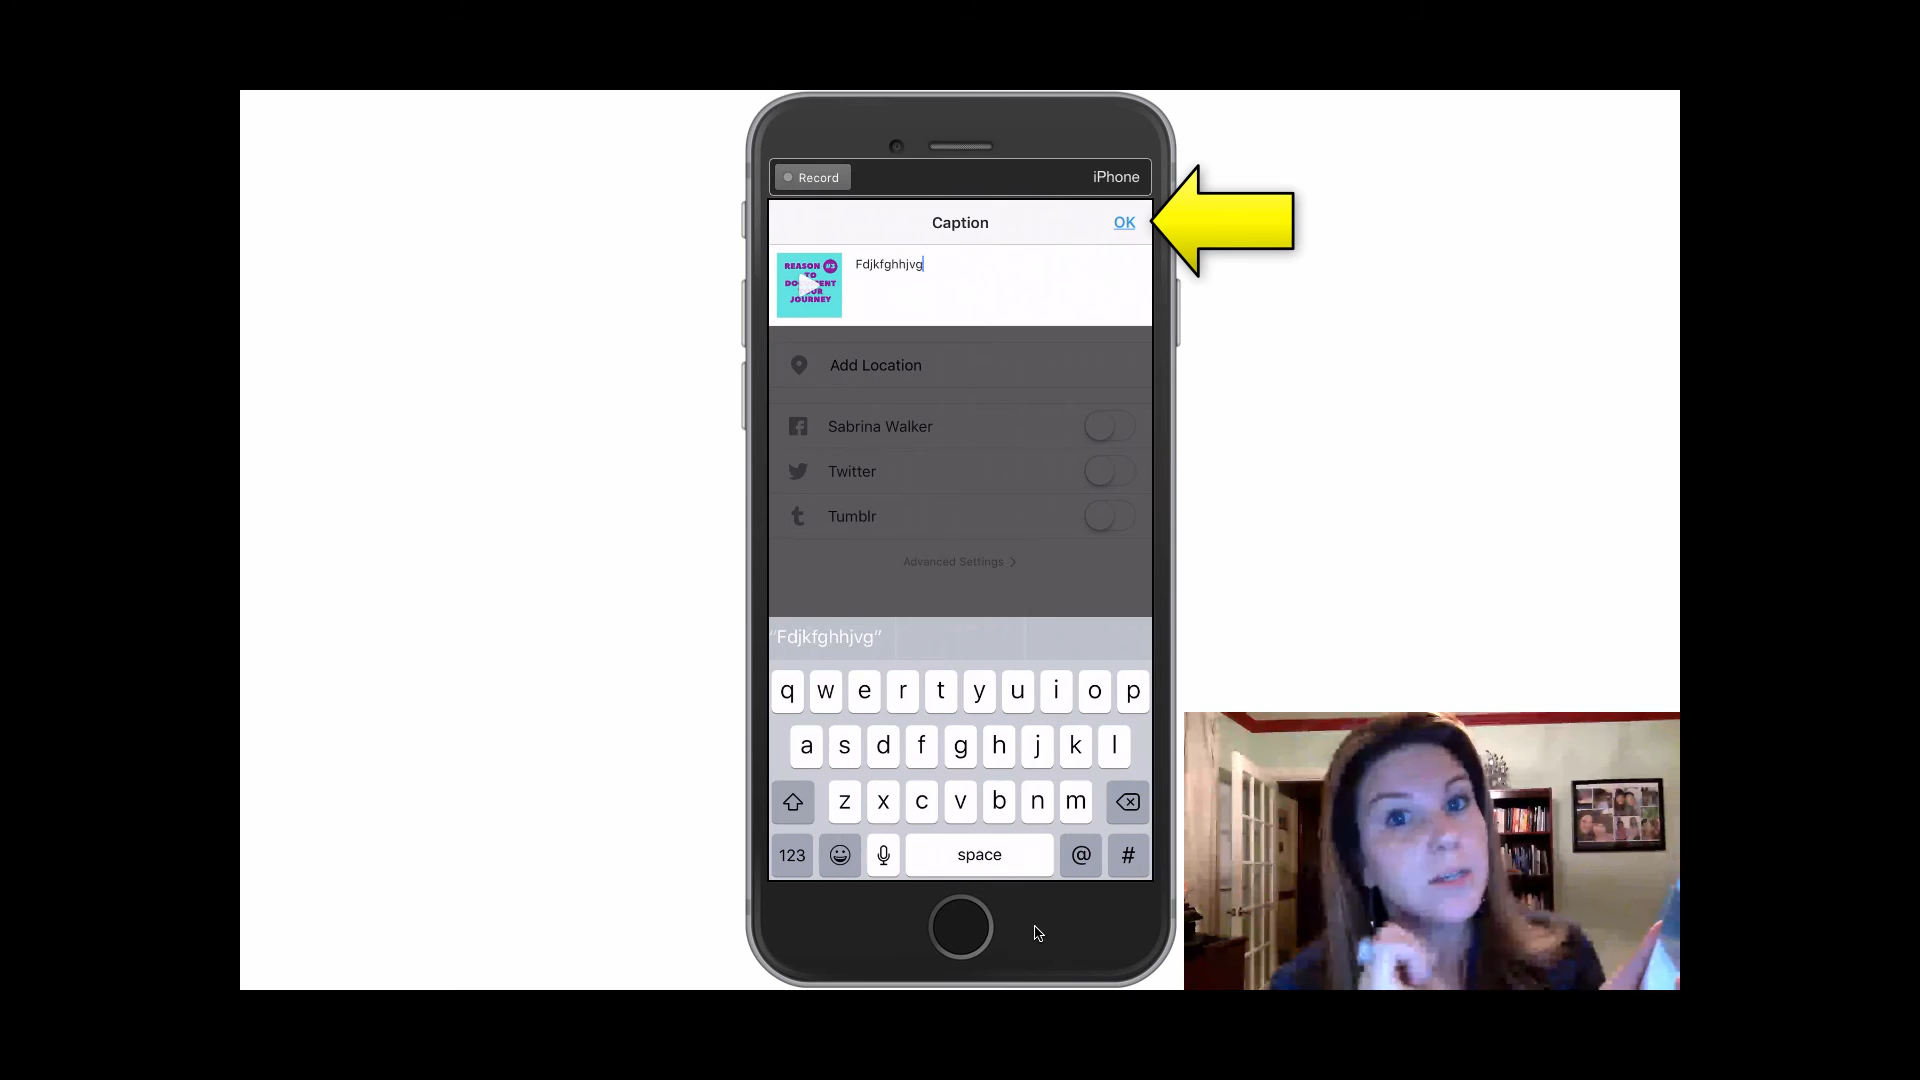 Record
iPhone
Caption
OK
REASON #3
TO
JOURNEY
Fdjkfghhjvg
Add Location
Sabrina Walker
Twitter
Tumblr
Advanced Settings >
"Fdjkfghhjvg"
q w e r t y u i o p
a s d f g h j k l
z x c v b n m
123 space @ #